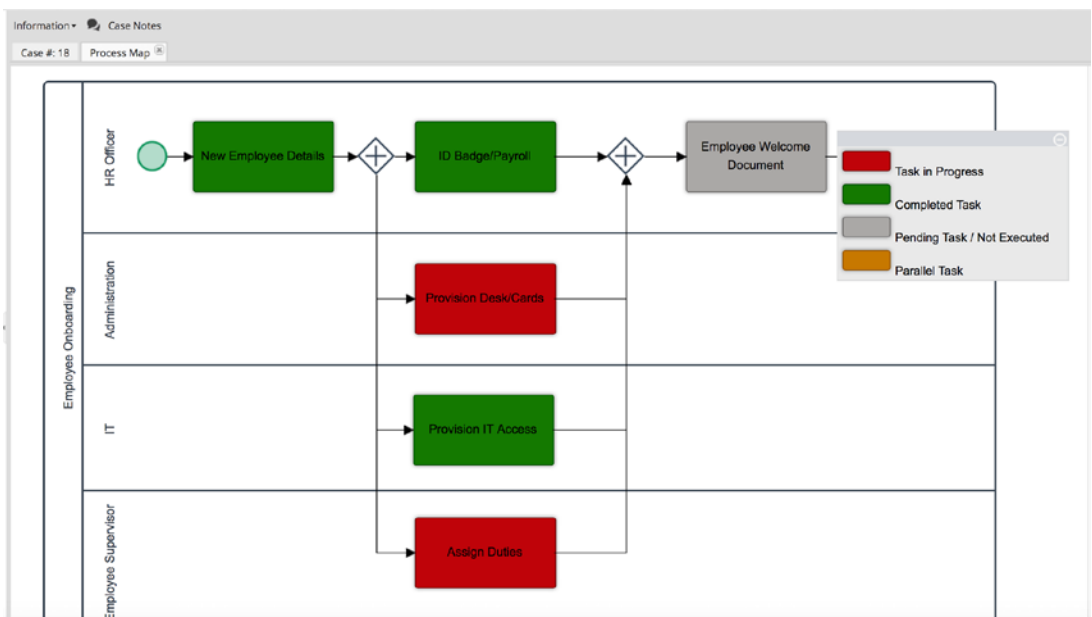 Information
Case Notes
Case #: 18
Process Map
Employee Onboarding
HR Officer
New Employee Details
ID Badge/Payroll
Employee Welcome
Document
Task in Progress
Completed Task
Pending Task / Not Executed
Parallel Task
Administration
Provision Desk/Cards
IT
Provision IT Access
Employee Supervisor
Assign Duties